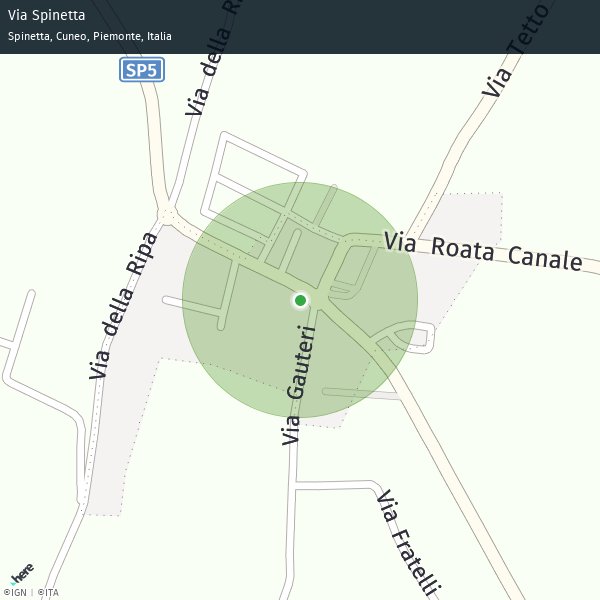 Via Spinetta
Spinetta, Cuneo, Piemonte, Italia
SP5
Via della Ri
Via Tetto
Via Roata Canale
Via della Ripa
Via Gauteri
Via Fratelli
here
©IGN | ©ITA